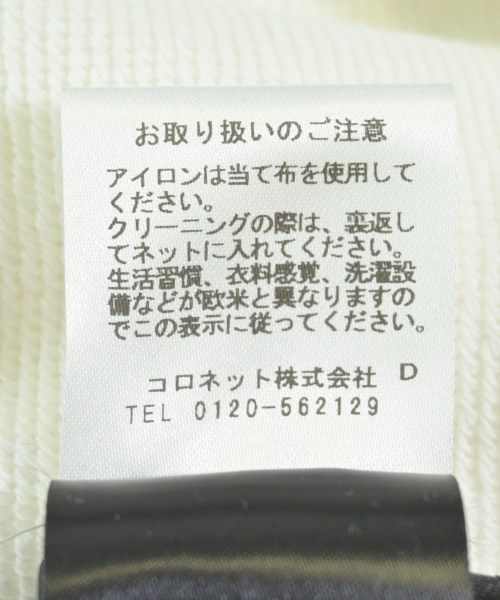 お取り扱いのご注意
アイロンは当て布を使用して
ください。
クリーニングの際は、裏返し
てネットに入れてください。
生活習慣、衣料感覚、洗濯設
備などが欧米と異なりますの
でこの表示に従ってください。
コロネット株式会社 D
TEL 0120-562129